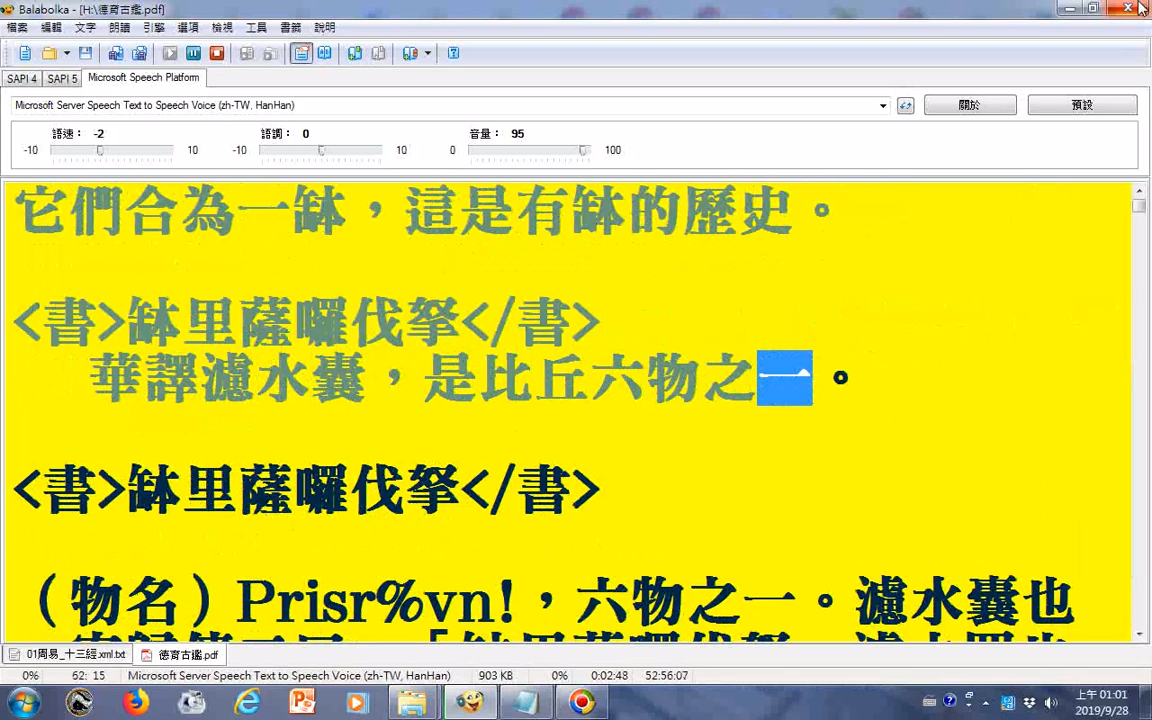 Balabolka - [H:\德育古鑑.pdf]
檔案 編輯 文字 朗讀 引擎 選項 檢視 工具 書籤 說明
SAPI 4 SAPI 5 Microsoft Speech Platform
Microsoft Server Speech Text to Speech Voice (zh-TW, HanHan) 關於 預設
語速： -2 語調： 0 音量： 95
-10 10 -10 10 0 100
它們合為一缽，這是有缽的歷史。
<書>缽里薩囉伐拏</書>
華譯濾水囊，是比丘六物之一。
<書>缽里薩囉伐拏</書>
（物名）Prisr%vn!，六物之一。濾水囊也
01周易_十三經.xml.txt 德育古鑑.pdf
0% 62: 15 Microsoft Server Speech Text to Speech Voice (zh-TW, HanHan) 903 KB 0% 0:02:48 52:56:07
上午 01:01
2019/9/28